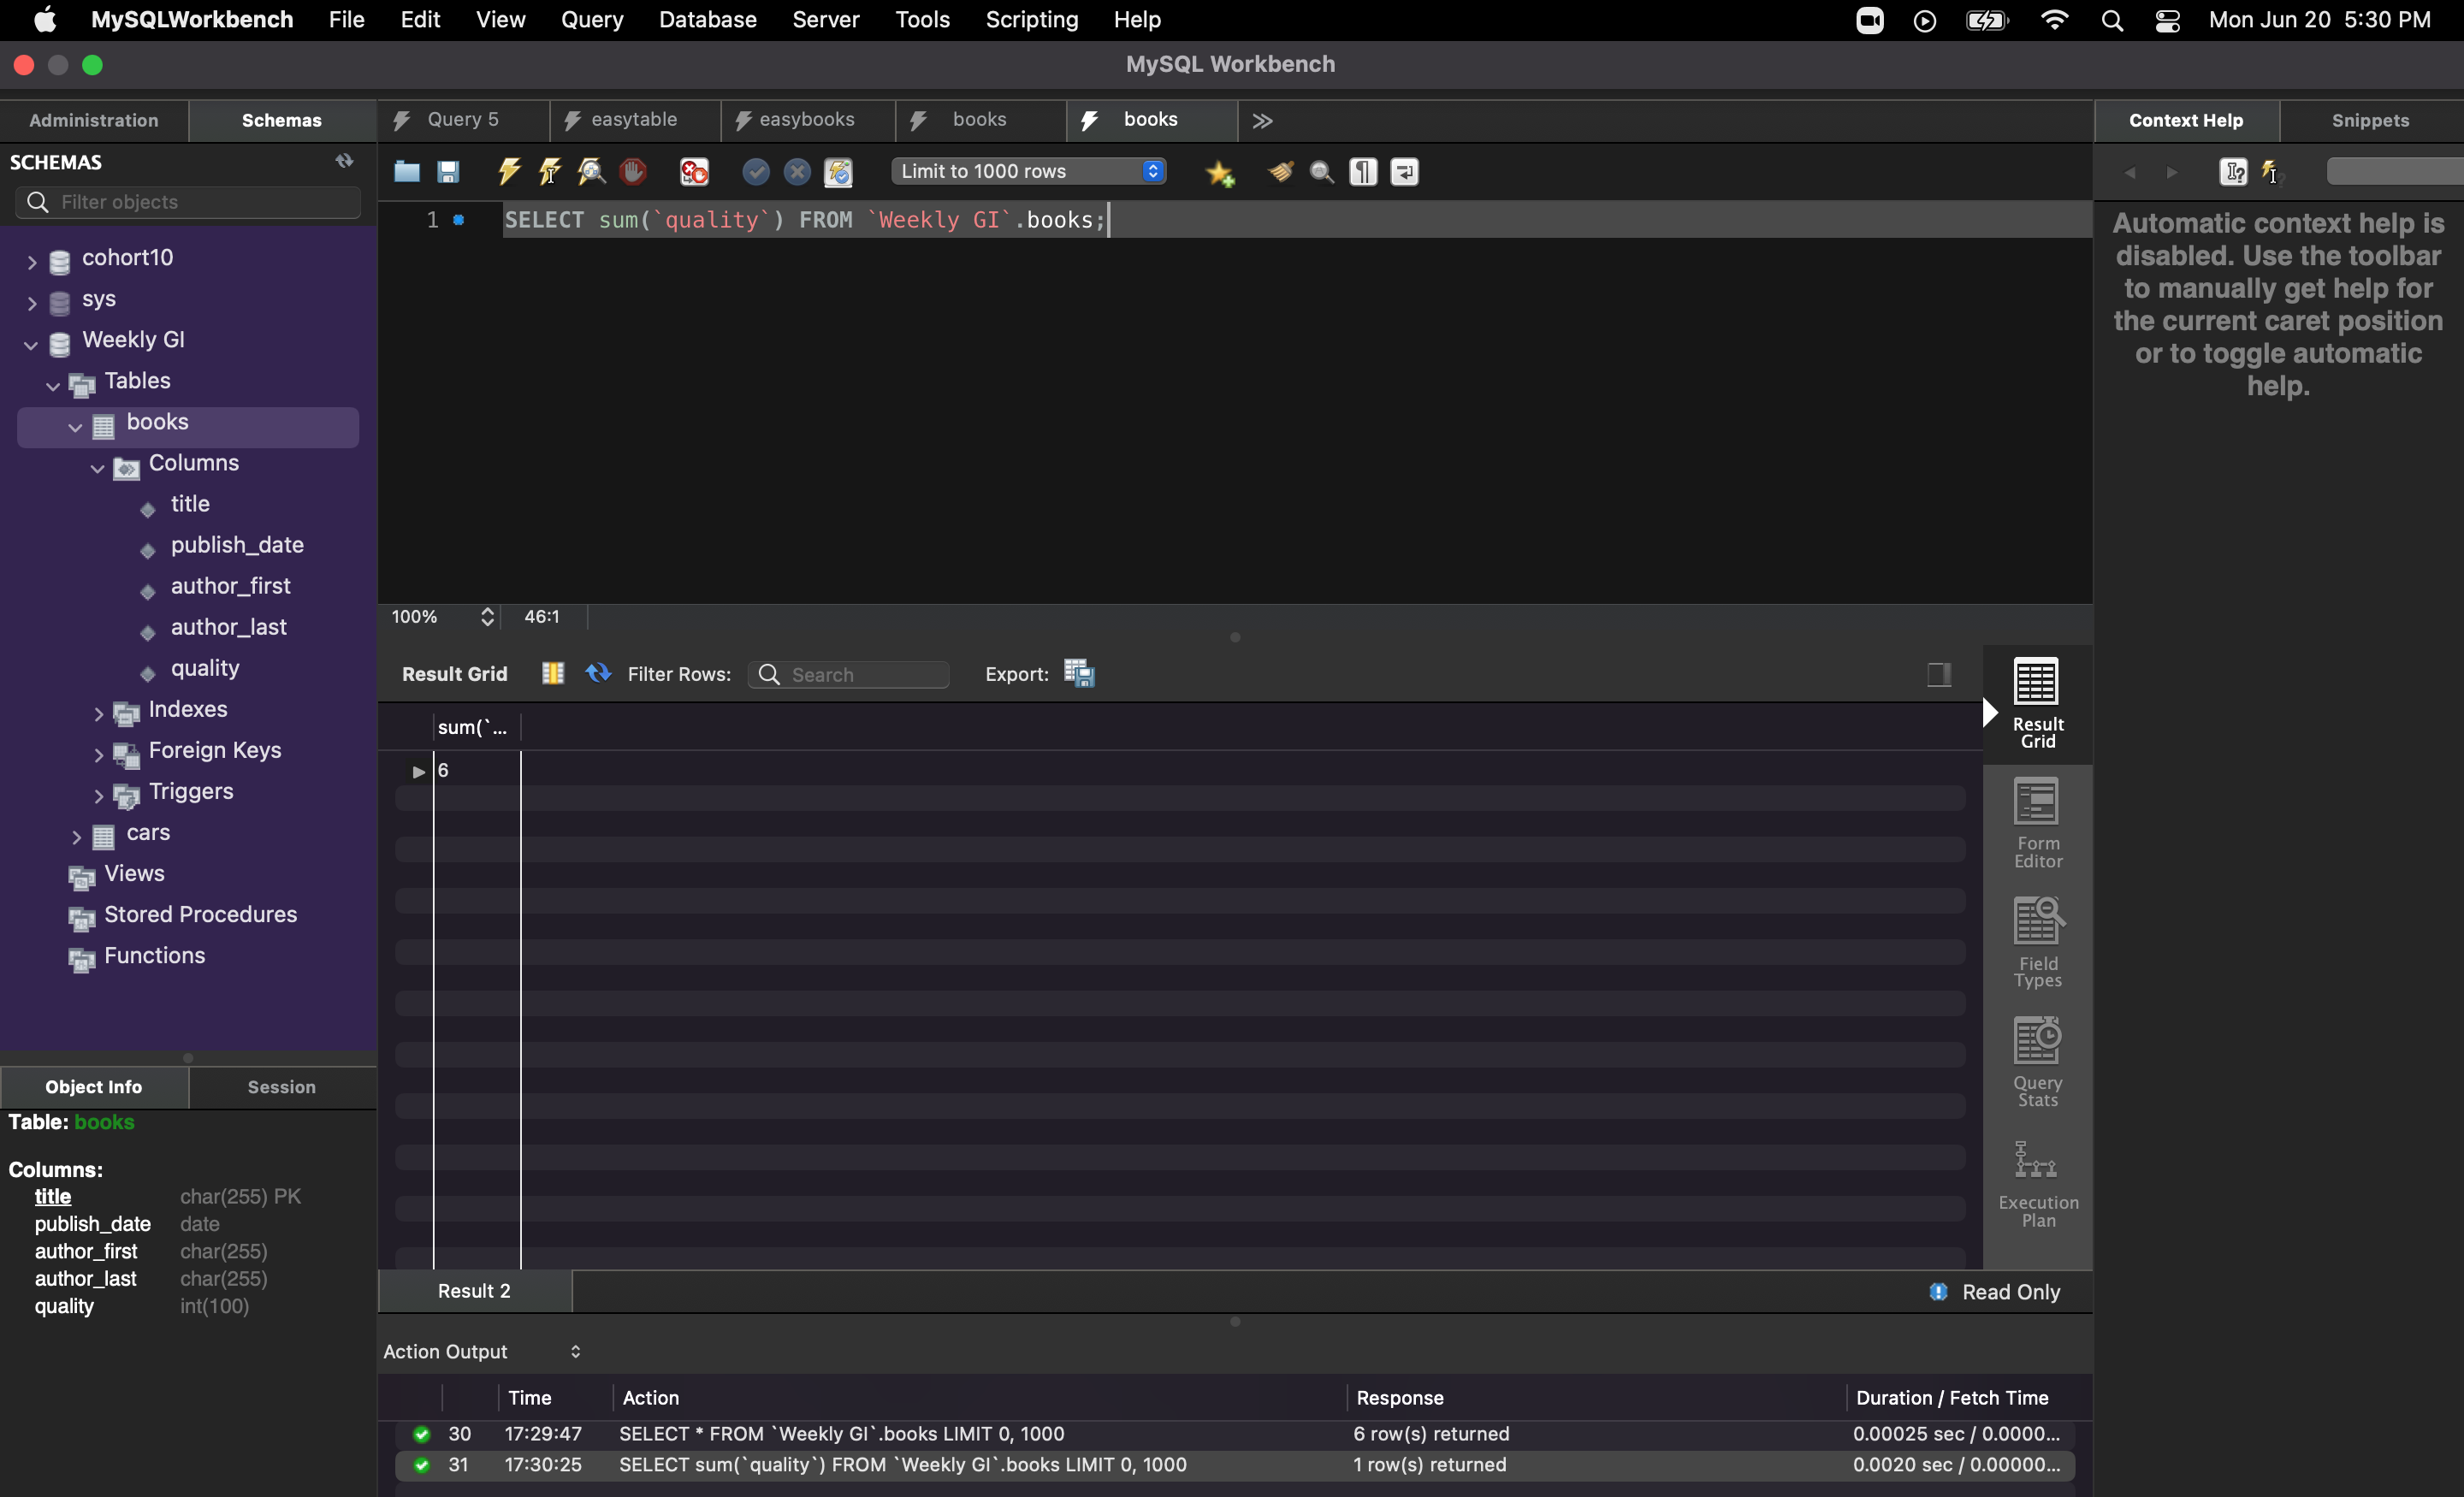 MySQLWorkbench File Edit View Query Database Server Tools Scripting Help Mon Jun 20 5:30 PM
MySQL Workbench
Administration Schemas
Query 5 easytable easybooks books books »
Context Help Snippets
SCHEMAS
Filter objects
Limit to 1000 rows
1 SELECT sum(`quality`) FROM `Weekly GI`.books;
Automatic context help is
disabled. Use the toolbar
to manually get help for
the current caret position
or to toggle automatic
help.
cohort10
sys
Weekly GI
Tables
books
Columns
title
publish_date
author_first
author_last
quality
Indexes
Foreign Keys
Triggers
cars
Views
Stored Procedures
Functions
100% 46:1
Result Grid Filter Rows: Search Export:
sum(`...
6
Result
Grid
Form
Editor
Field
Types
Query
Stats
Execution
Plan
Object Info Session
Table: books
Columns:
title char(255) PK
publish_date date
author_first char(255)
author_last char(255)
quality int(100)
Result 2 Read Only
Action Output
Time Action Response Duration / Fetch Time
30 17:29:47 SELECT * FROM `Weekly GI`.books LIMIT 0, 1000 6 row(s) returned 0.00025 sec / 0.0000...
31 17:30:25 SELECT sum(`quality`) FROM `Weekly GI`.books LIMIT 0, 1000 1 row(s) returned 0.0020 sec / 0.00000...